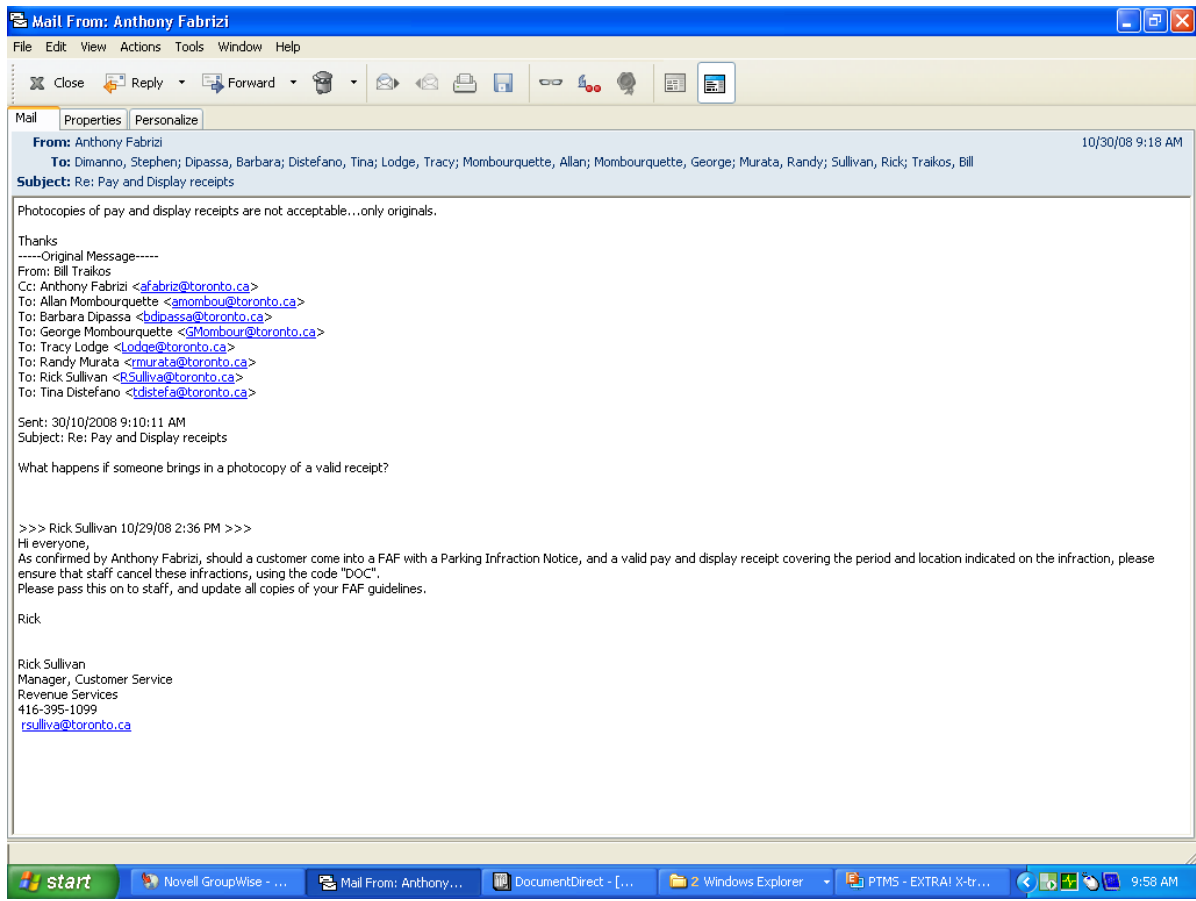 Mail From: Anthony Fabrizi
File Edit View Actions Tools Window Help
Close Reply Forward
Mail Properties Personalize
From: Anthony Fabrizi 10/30/08 9:18 AM
To: Dimanno, Stephen; Dipassa, Barbara; Distefano, Tina; Lodge, Tracy; Mombourquette, Allan; Mombourquette, George; Murata, Randy; Sullivan, Rick; Traikos, Bill
Subject: Re: Pay and Display receipts
Photocopies of pay and display receipts are not acceptable...only originals.
Thanks
-----Original Message-----
From: Bill Traikos
Cc: Anthony Fabrizi <afabriz@toronto.ca>
To: Allan Mombourquette <amombou@toronto.ca>
To: Barbara Dipassa <bdipassa@toronto.ca>
To: George Mombourquette <GMombour@toronto.ca>
To: Tracy Lodge <Lodge@toronto.ca>
To: Randy Murata <rmurata@toronto.ca>
To: Rick Sullivan <RSulliva@toronto.ca>
To: Tina Distefano <tdistefa@toronto.ca>
Sent: 30/10/2008 9:10:11 AM
Subject: Re: Pay and Display receipts
What happens if someone brings in a photocopy of a valid receipt?
>>> Rick Sullivan 10/29/08 2:36 PM >>>
Hi everyone,
As confirmed by Anthony Fabrizi, should a customer come into a FAF with a Parking Infraction Notice, and a valid pay and display receipt covering the period and location indicated on the infraction, please
ensure that staff cancel these infractions, using the code "DOC".
Please pass this on to staff, and update all copies of your FAF guidelines.
Rick
Rick Sullivan
Manager, Customer Service
Revenue Services
416-395-1099
rsulliva@toronto.ca
start Novell GroupWise - ... Mail From: Anthony... DocumentDirect - [... 2 Windows Explorer PTMS - EXTRA! X-tr... 9:58 AM